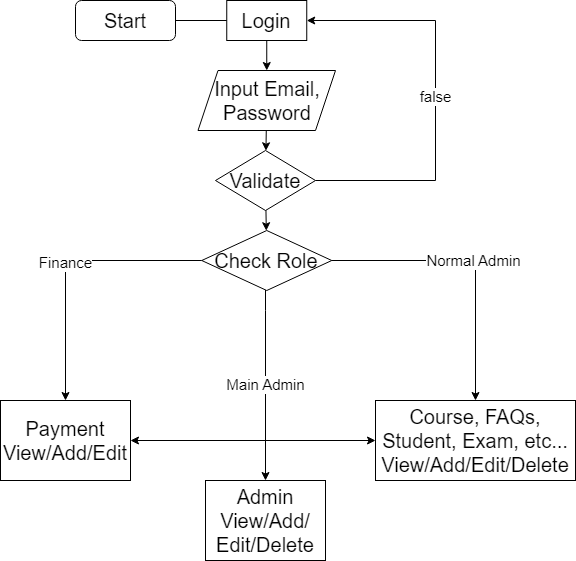 Start
Login
Input Email,
Password
false
Validate
Check Role
Finance
Normal Admin
Main Admin
Payment
View/Add/Edit
Course, FAQs,
Student, Exam, etc...
View/Add/Edit/Delete
Admin
View/Add/
Edit/Delete